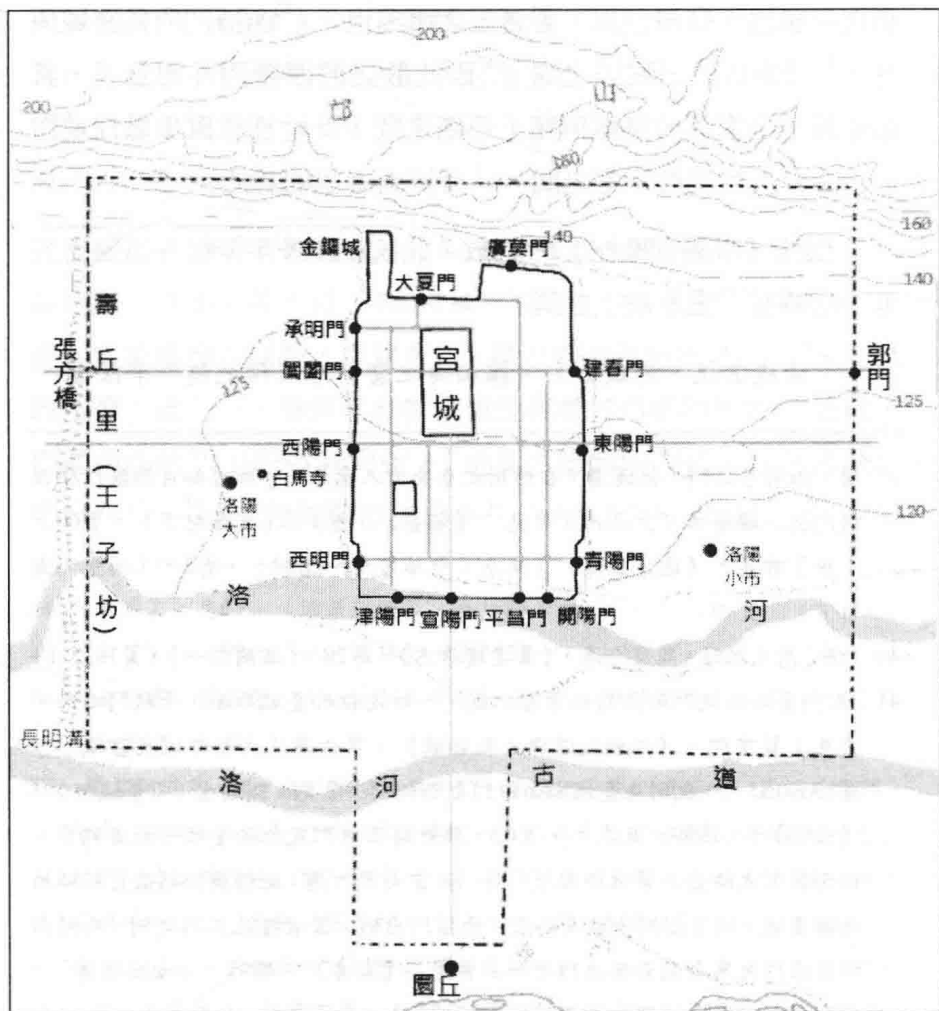 200
200
邙 山
180
160
金鏞城
廣莫門
140
大夏門
140
承明門
壽丘里(王子坊)
張方橋
宮城
閶闔門
建春門
郭門
125
125
西陽門
東陽門
白馬寺
洛陽
大市
120
西明門
青陽門
洛陽
小市
洛 河
津陽門 宣陽門 平昌門 開陽門
長明溝
洛 河 古 道
圜丘